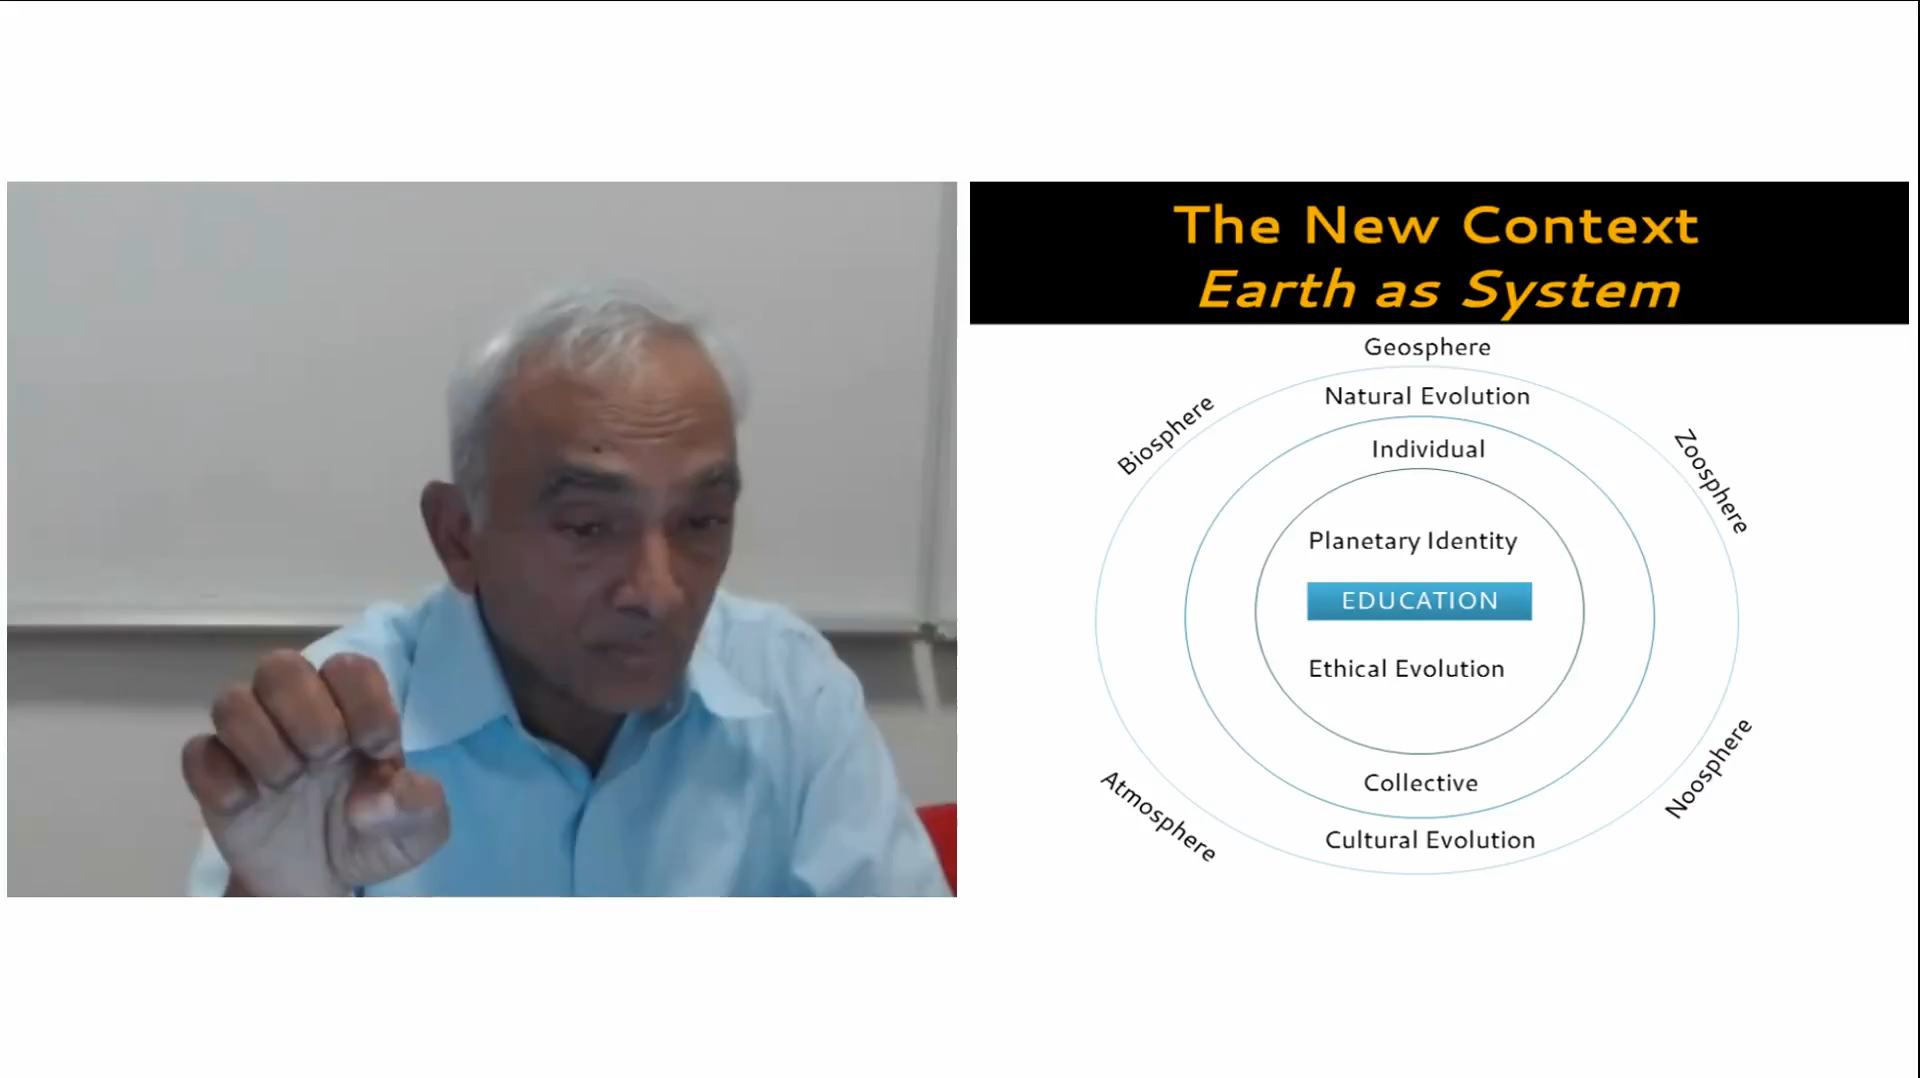 The New Context
Earth as System
Geosphere
Natural Evolution
Biosphere
Zoosphere
Individual
Planetary Identity
EDUCATION
Ethical Evolution
Noosphere
Atmosphere
Collective
Cultural Evolution